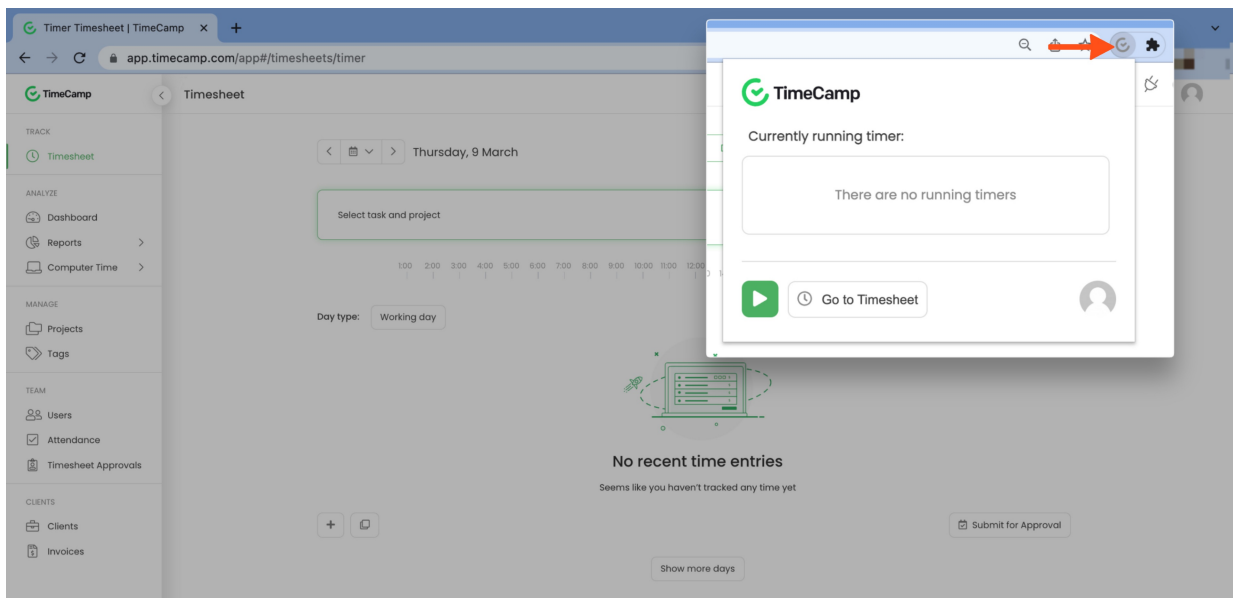 Timer Timesheet | TimeCamp
app.timecamp.com/app#/timesheets/timer
TimeCamp
Timesheet
TRACK
Timesheet
ANALYZE
Dashboard
Reports
Computer Time
MANAGE
Projects
Tags
TEAM
Users
Attendance
Timesheet Approvals
CLIENTS
Clients
Invoices
Thursday, 9 March
Select task and project
1:00 2:00 3:00 4:00 5:00 6:00 7:00 8:00 9:00 10:00 11:00 12:00
Day type: Working day
No recent time entries
Seems like you haven't tracked any time yet
Submit for Approval
Show more days
TimeCamp
Currently running timer:
There are no running timers
Go to Timesheet